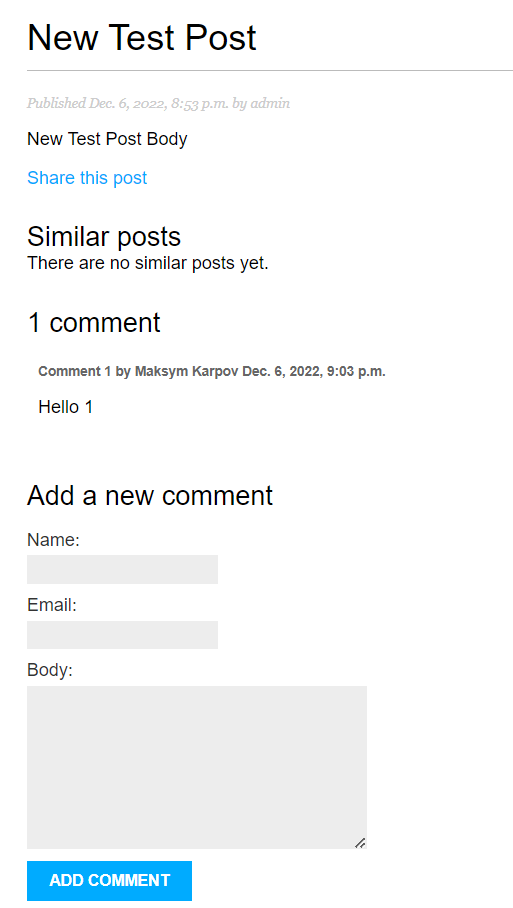 New Test Post
Published Dec. 6, 2022, 8:53 p.m. by admin
New Test Post Body
Share this post
Similar posts
There are no similar posts yet.
1 comment
Comment 1 by Maksym Karpov Dec. 6, 2022, 9:03 p.m.
Hello 1
Add a new comment
Name:
Email:
Body:
ADD COMMENT